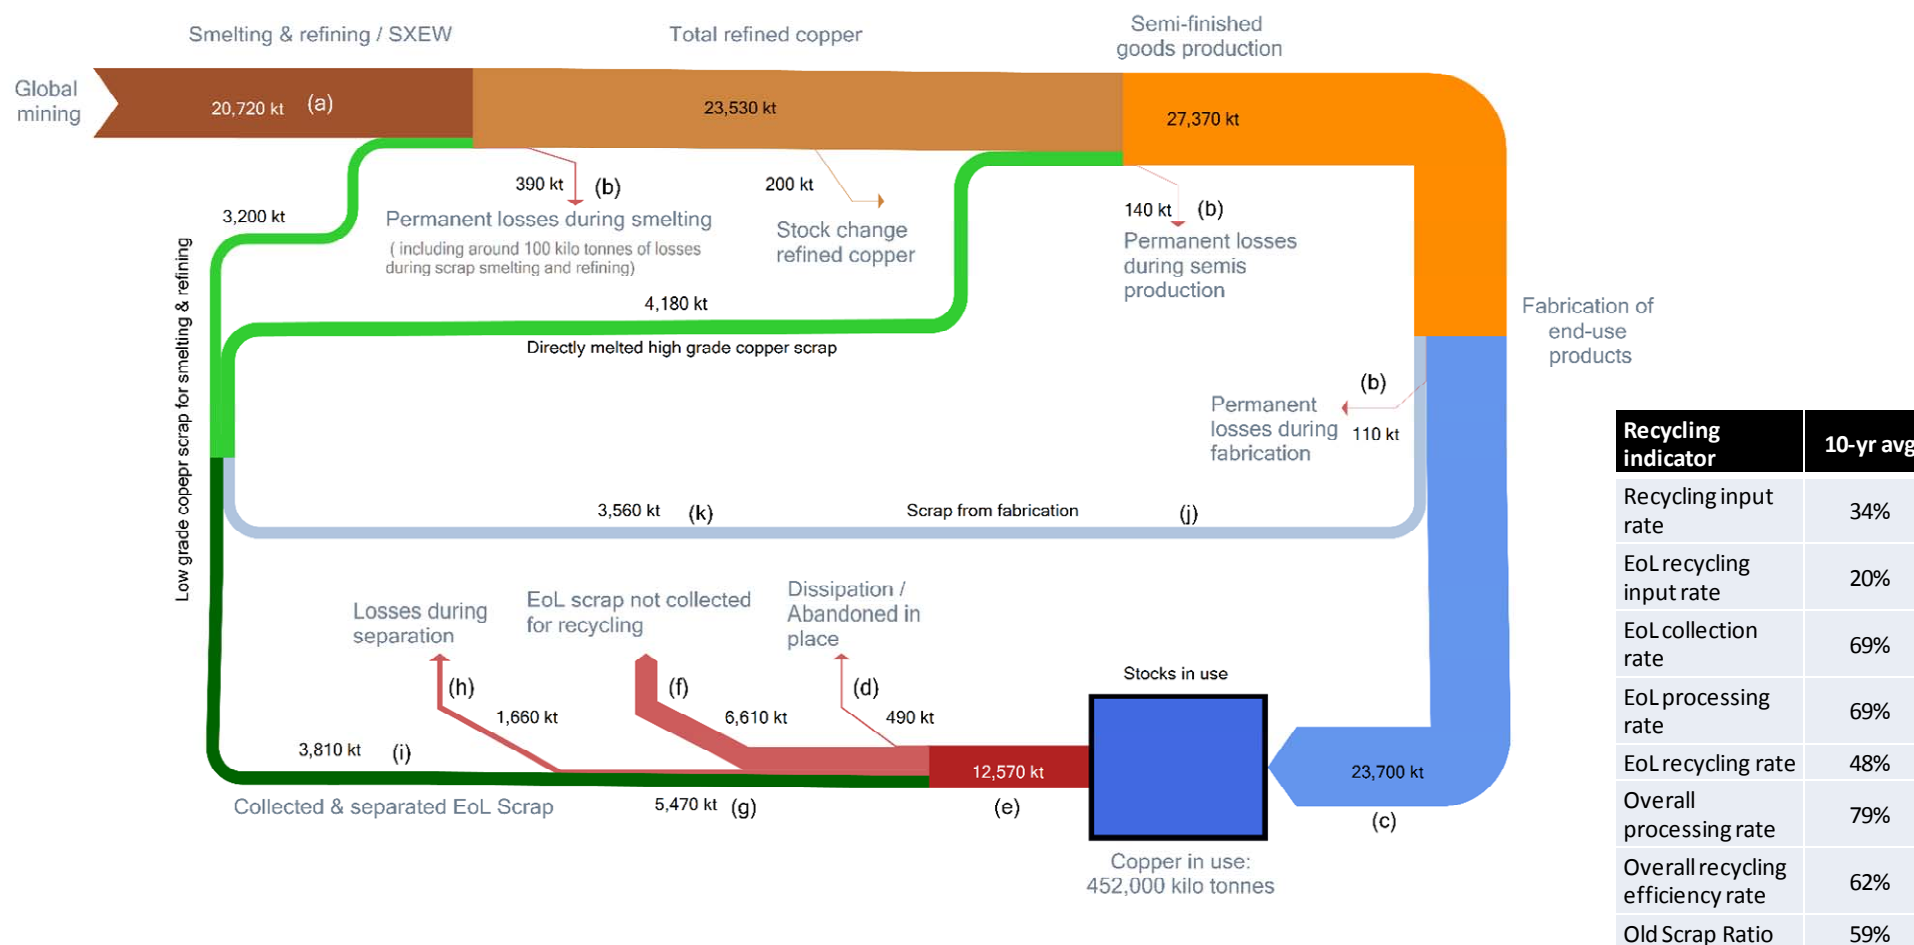 Smelting & refining / SXEW
Total refined copper
Semi-finished
goods production
Global
mining
20,720 kt (a)
23,530 kt
27,370 kt
390 kt (b)
200 kt
140 kt (b)
3,200 kt
Permanent losses during smelting
( including around 100 kilo tonnes of losses
during scrap smelting and refining)
Stock change
refined copper
Permanent losses
during semis
production
4,180 kt
Directly melted high grade copper scrap
Low grade copepr scrap for smelting & refining
Fabrication of
end-use
products
(b)
Permanent
losses during
fabrication
110 kt
3,560 kt (k)
Scrap from fabrication (j)
Losses during
separation
EoL scrap not collected
for recycling
Dissipation /
Abandoned in
place
(h)
(f)
(d)
1,660 kt
6,610 kt
490 kt
Stocks in use
3,810 kt (i)
12,570 kt
(e)
23,700 kt
(c)
Collected & separated EoL Scrap
5,470 kt (g)
Copper in use:
452,000 kilo tonnes
Recycling
indicator
10-yr avg
Recycling input
rate
34%
EoL recycling
input rate
20%
EoL collection
rate
69%
EoL processing
rate
69%
EoL recycling rate
48%
Overall
processing rate
79%
Overall recycling
efficiency rate
62%
Old Scrap Ratio
59%